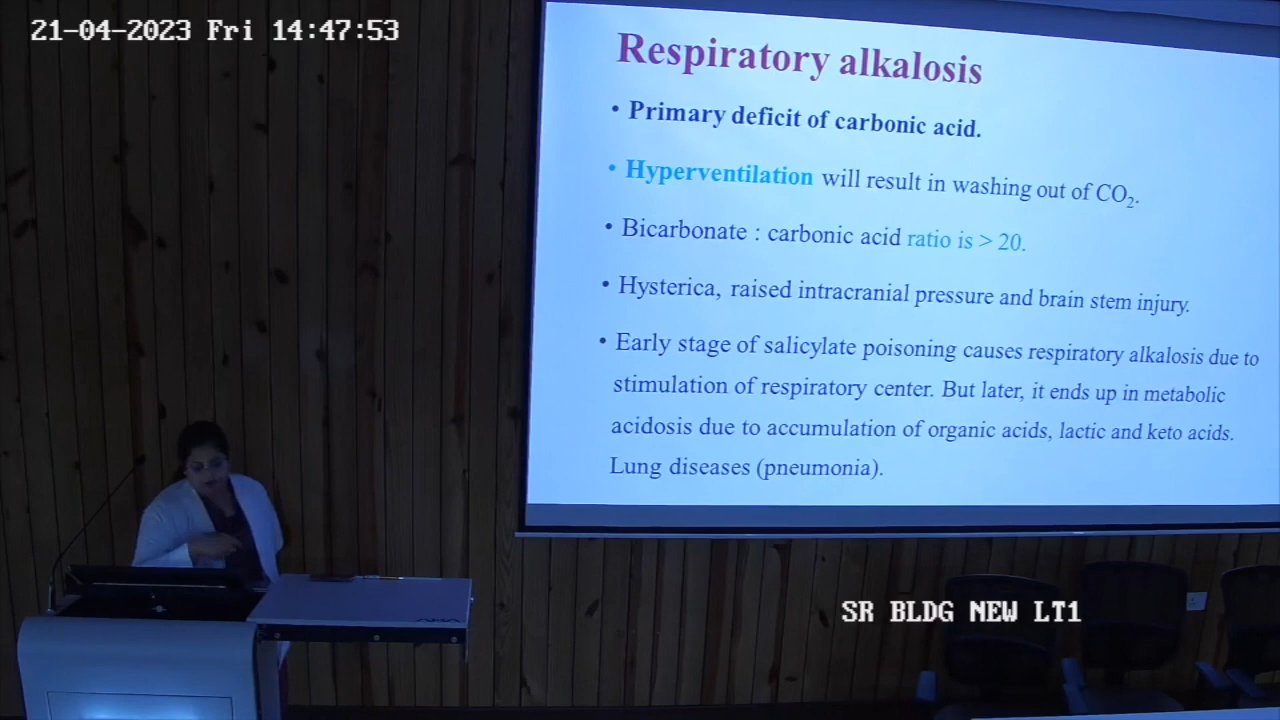 21-04-2023 Fri 14:47:53
Respiratory alkalosis
• Primary deficit of carbonic acid.
• Hyperventilation will result in washing out of CO₂.
• Bicarbonate : carbonic acid ratio is > 20.
• Hysterica, raised intracranial pressure and brain stem injury.
• Early stage of salicylate poisoning causes respiratory alkalosis due to
stimulation of respiratory center. But later, it ends up in metabolic
acidosis due to accumulation of organic acids, lactic and keto acids.
Lung diseases (pneumonia).
SR BLDG NEW LT1